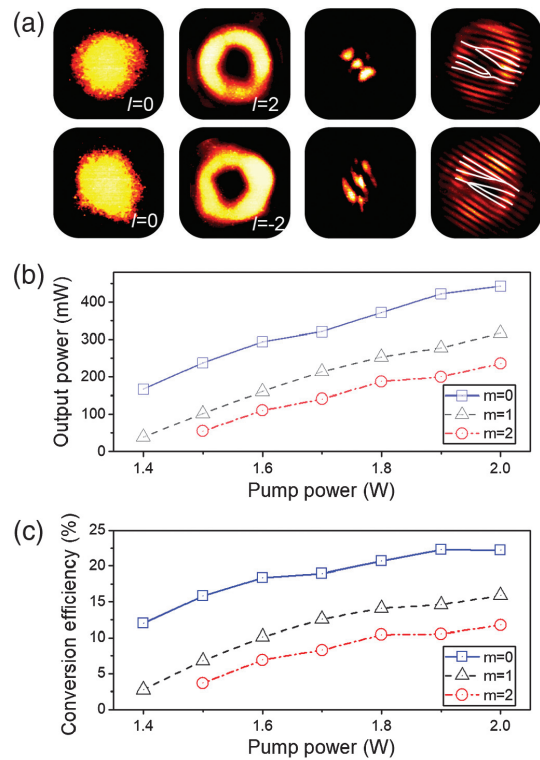 (a)
l=0
l=2
l=0
l=-2
(b)
Output power (mW)
400
300
200
100
0
m=0
m=1
m=2
1.4
1.6
1.8
2.0
Pump power (W)
(c)
Conversion efficiency (%)
25
20
15
10
5
0
m=0
m=1
m=2
1.4
1.6
1.8
2.0
Pump power (W)